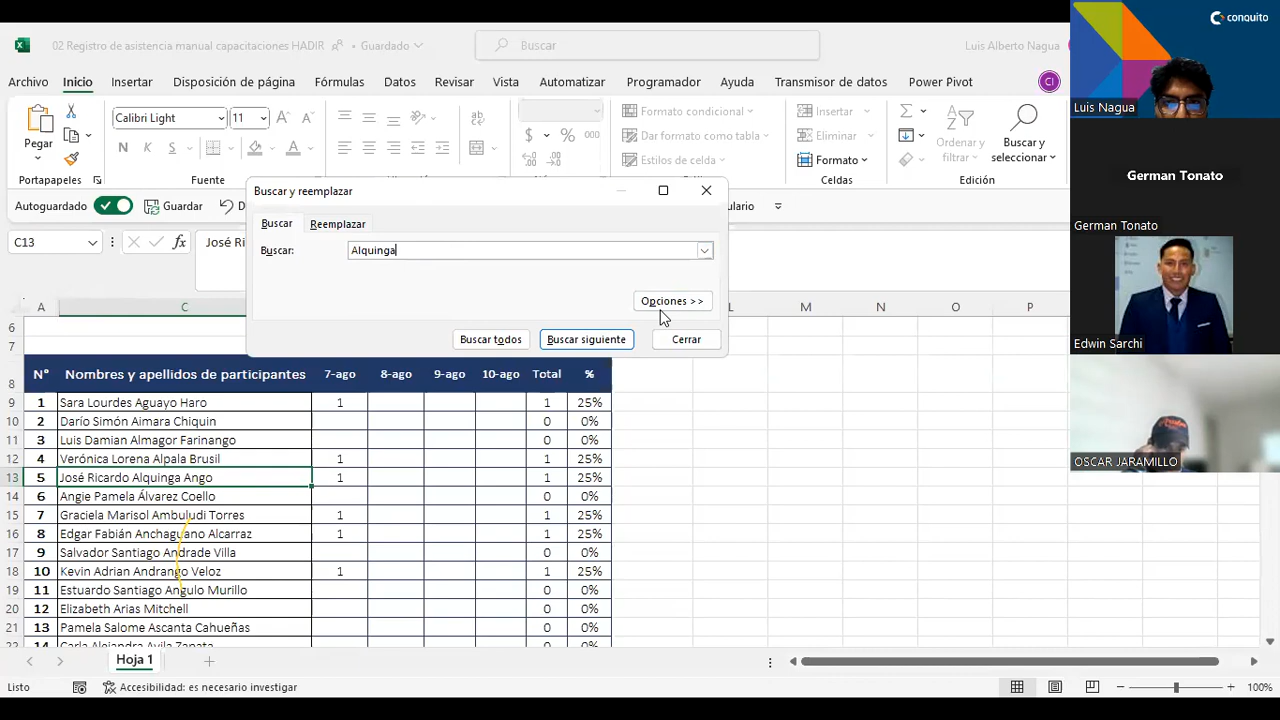 02 Registro de asistencia manual capacitaciones HADIR
Guardado
Buscar
Luis Alberto Nagua
Archivo Inicio Insertar Disposición de página Fórmulas Datos Revisar Vista Automatizar Programador Ayuda Transmisor de datos Power Pivot
CI
Pegar
Portapapeles
Calibri Light 11
N K S
Fuente
ab
$ % 000
Formato condicional
Dar formato como tabla
Estilos de celda
Insertar
Eliminar
Formato
Celdas
Ordenar y filtrar
Buscar y seleccionar
Autoguardado Guardar D
C13
fx
José Ri
Buscar y reemplazar
Buscar Reemplazar
Buscar: Alquinga
Opciones >>
Buscar todos Buscar siguiente Cerrar
A C L M N O P
6
7
8 N° Nombres y apellidos de participantes 7-ago 8-ago 9-ago 10-ago Total %
9 1 Sara Lourdes Aguayo Haro 1 1 25%
10 2 Darío Simón Aimara Chiquin 0 0%
11 3 Luis Damian Almagor Farinango 0 0%
12 4 Verónica Lorena Alpala Brusil 1 1 25%
13 5 José Ricardo Alquinga Ango 1 1 25%
14 6 Angie Pamela Álvarez Coello 0 0%
15 7 Graciela Marisol Ambuludi Torres 1 1 25%
16 8 Edgar Fabián Anchaguano Alcarraz 1 1 25%
17 9 Salvador Santiago Andrade Villa 0 0%
18 10 Kevin Adrian Andrango Veloz 1 1 25%
19 11 Estuardo Santiago Angulo Murillo 0 0%
20 12 Elizabeth Arias Mitchell 0 0%
21 13 Pamela Salome Ascanta Cahueñas 0 0%
22 14 Carla Alejandra Avila Zapata 0 0%
Hoja 1
Listo
Accesibilidad: es necesario investigar
100%
conquito
Luis Nagua
German Tonato
German Tonato
Edwin Sarchi
OSCAR JARAMILLO